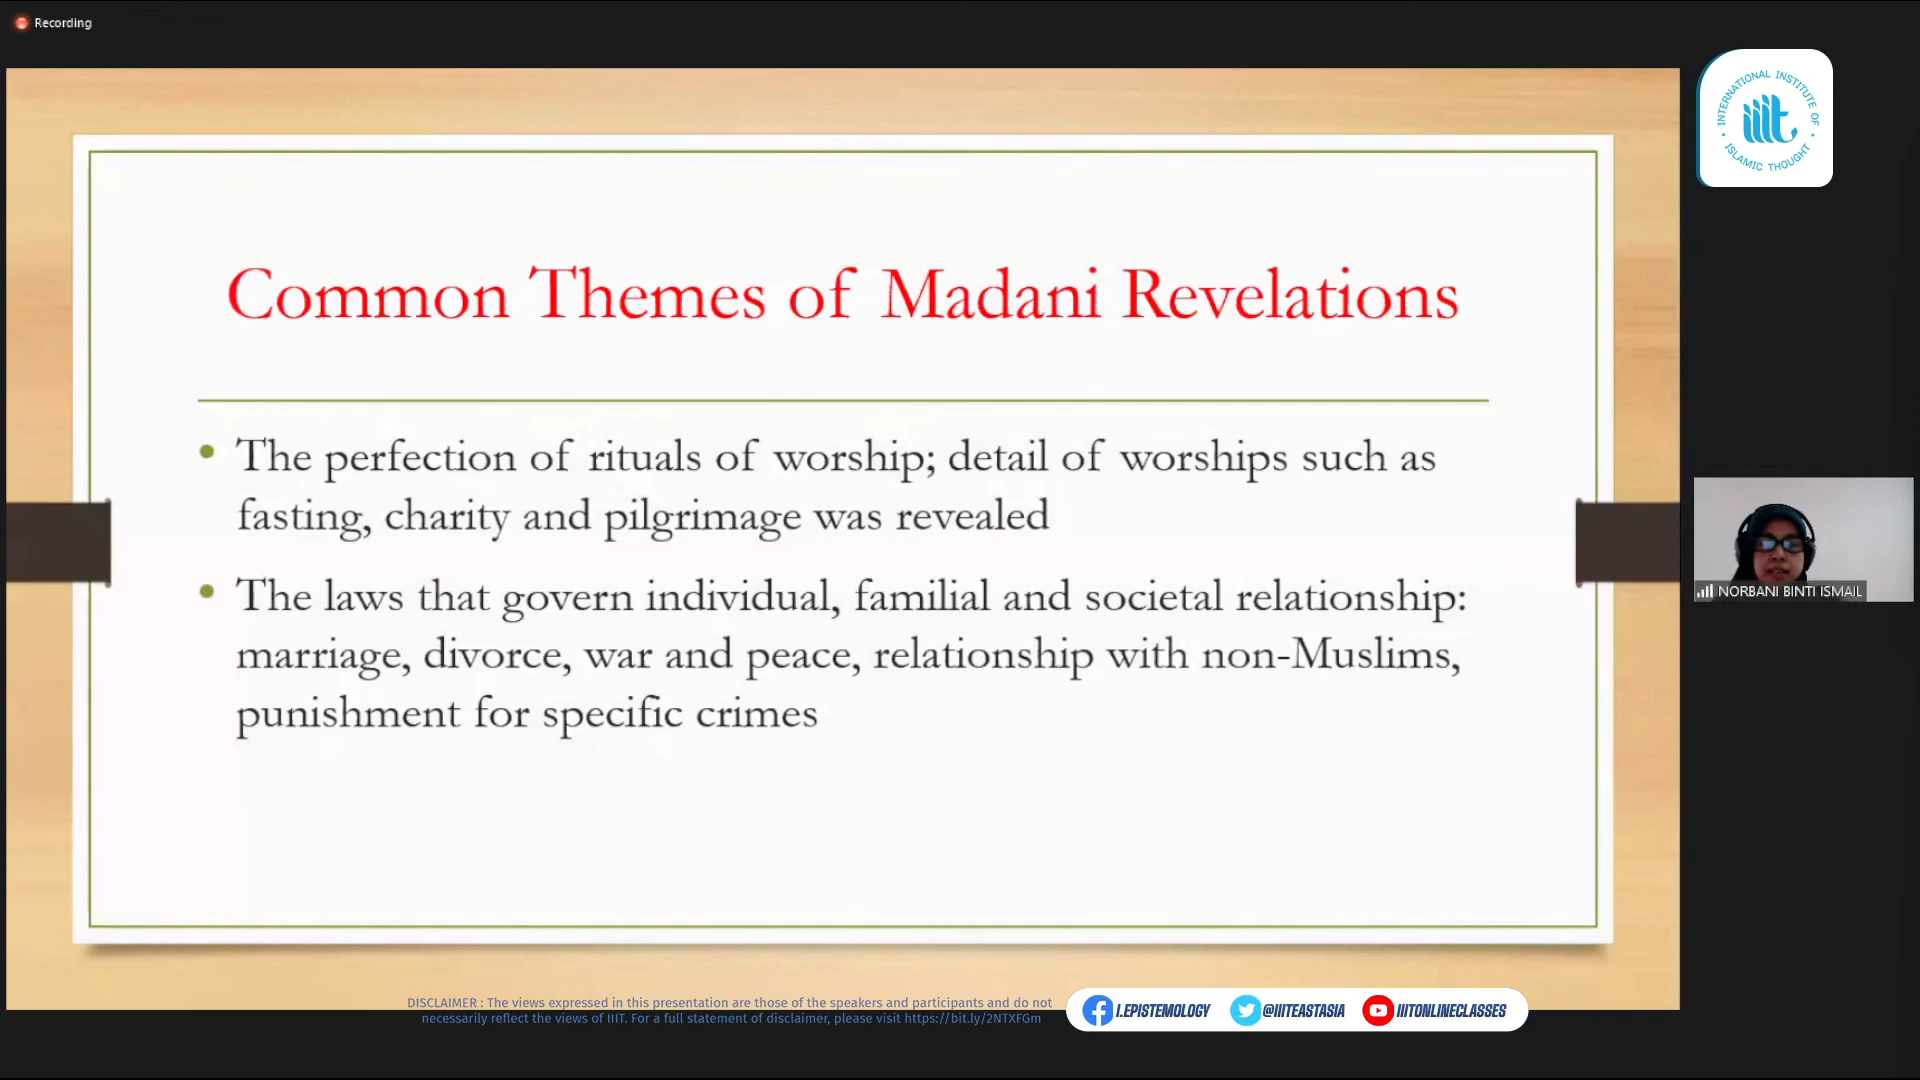 Recording
INTERNATIONAL INSTITUTE OF
iiit
ISLAMIC THOUGHT
Common Themes of Madani Revelations
• The perfection of rituals of worship; detail of worships such as
fasting, charity and pilgrimage was revealed
• The laws that govern individual, familial and societal relationship:
marriage, divorce, war and peace, relationship with non-Muslims,
punishment for specific crimes
NORBANI BINTI ISMAIL
DISCLAIMER : The views expressed in this presentation are those of the speakers and participants and do not
necessarily reflect the views of IIIT. For a full statement of disclaimer, please visit https://bit.ly/2NTXFGm
I.EPISTEMOLOGY @IIITEASTASIA IIITONLINECLASSES